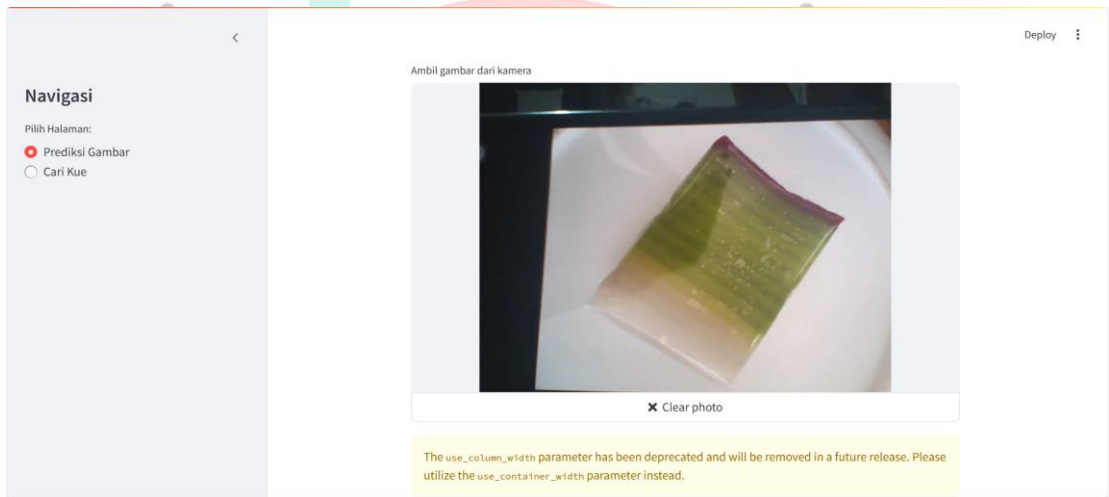 Deploy
Navigasi
Pilih Halaman:
Prediksi Gambar
Cari Kue
Ambil gambar dari kamera
Clear photo
The use_column_width parameter has been deprecated and will be removed in a future release. Please
utilize the use_container_width parameter instead.